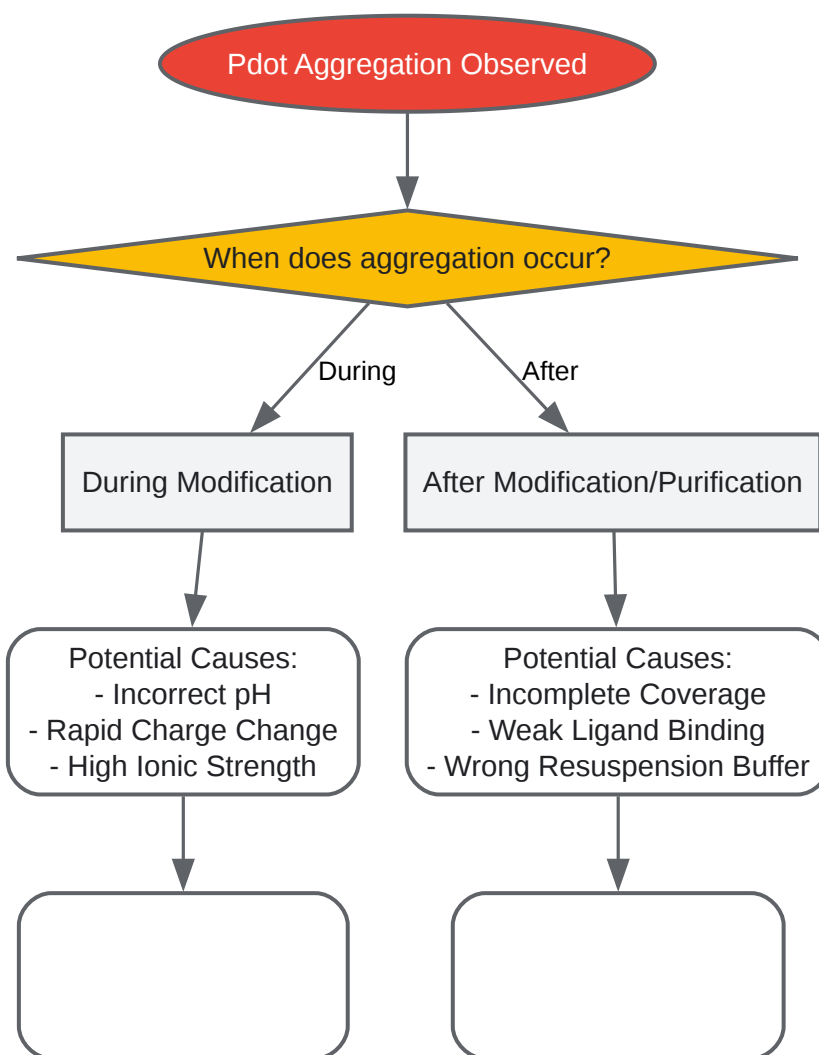 Pdot Aggregation Observed
When does aggregation occur?
During
After
During Modification
After Modification/Purification
Potential Causes:
- Incorrect pH
- Rapid Charge Change
- High Ionic Strength
Potential Causes:
- Incomplete Coverage
- Weak Ligand Binding
- Wrong Resuspension Buffer